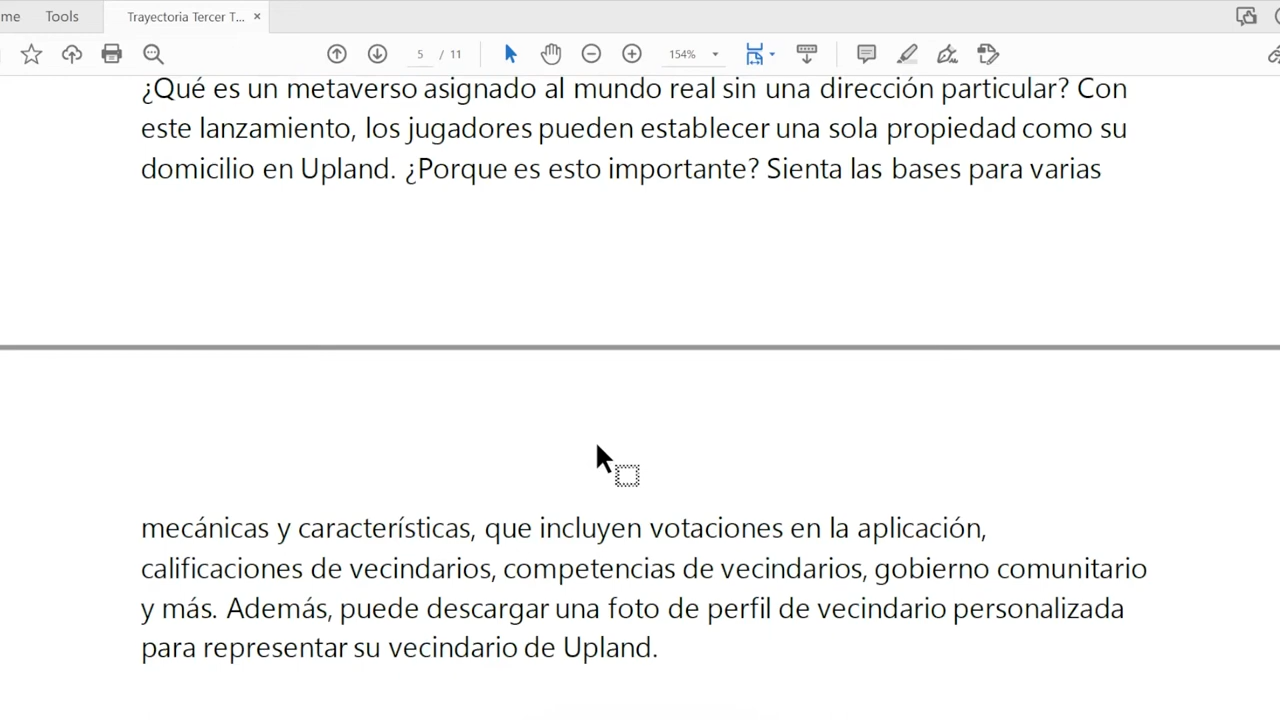 me
Tools
Trayectoria Tercer T... ×
5 / 11
154%
¿Qué es un metaverso asignado al mundo real sin una dirección particular? Con
este lanzamiento, los jugadores pueden establecer una sola propiedad como su
domicilio en Upland. ¿Porque es esto importante? Sienta las bases para varias
mecánicas y características, que incluyen votaciones en la aplicación,
calificaciones de vecindarios, competencias de vecindarios, gobierno comunitario
y más. Además, puede descargar una foto de perfil de vecindario personalizada
para representar su vecindario de Upland.